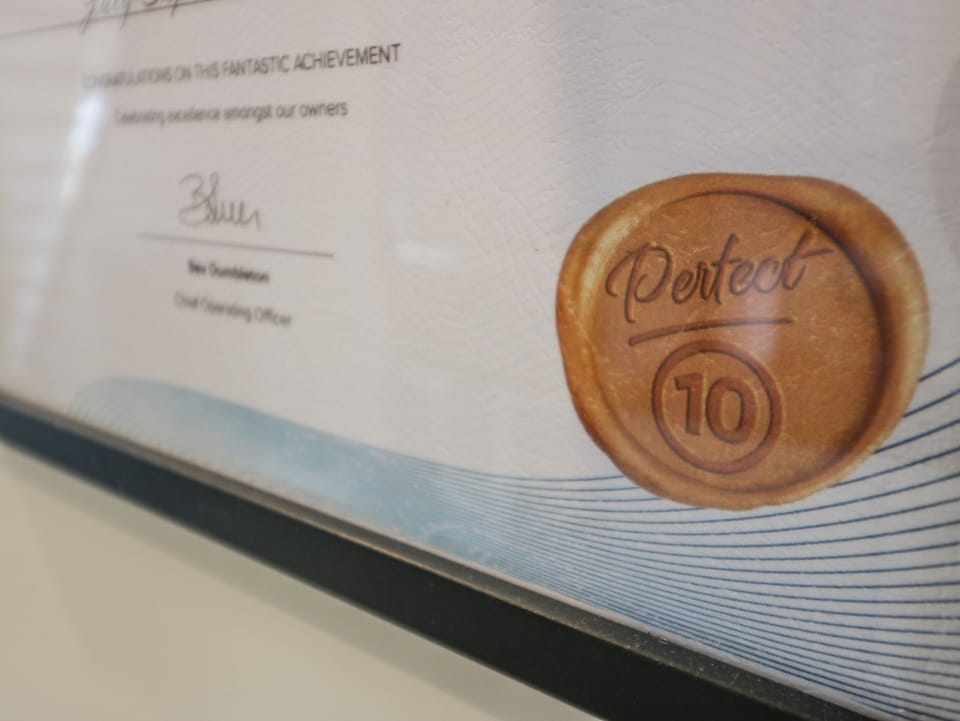 CONGRATULATIONS ON THIS FANTASTIC ACHIEVEMENT
Celebrating excellence amongst our owners
Bev Dumbleton
Chief Operating Officer
Perfect
10